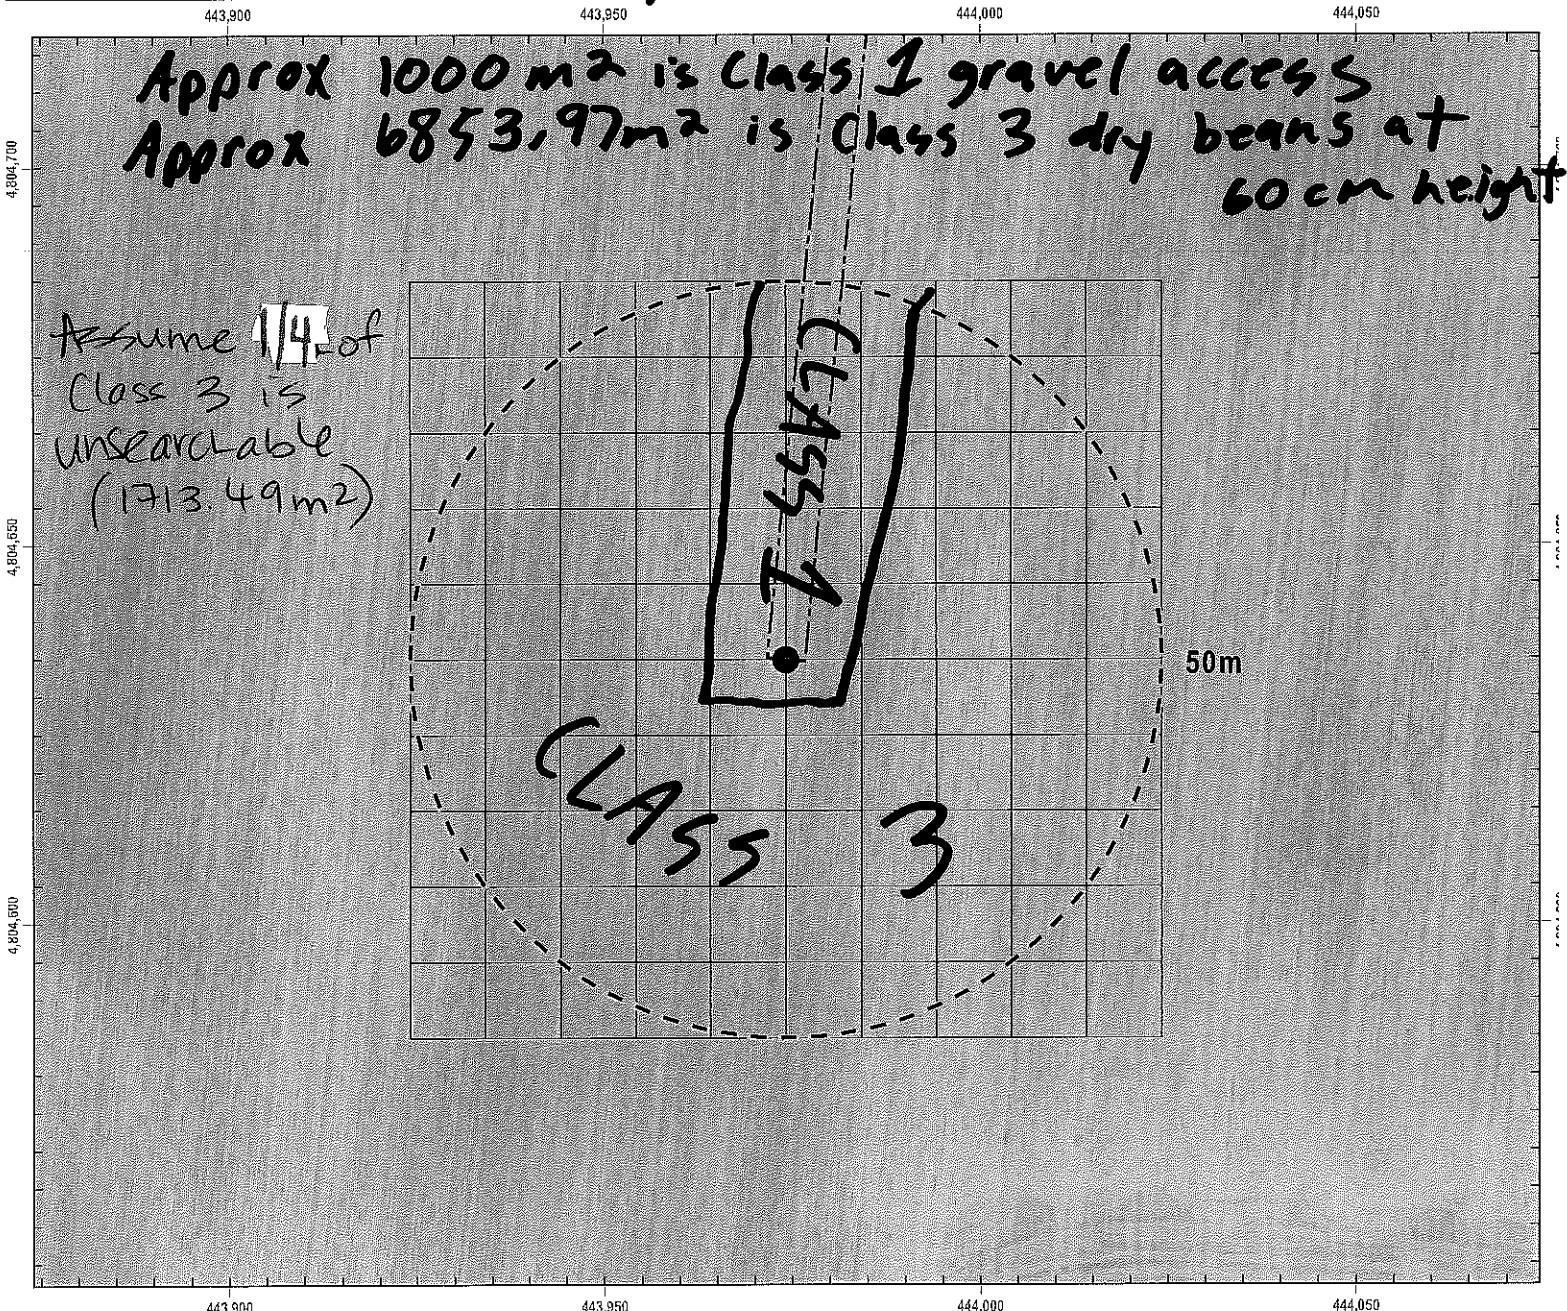 443,900 443,950 444,000 444,050
Approx 1000 m2 is Class 1 gravel access
Approx 6853,97m2 is Class 3 dry beans at
60 cm height
4,804,700
Assume 1/4 of
Class 3 is
unsearchable
(1713.49m2)
CLASS 1
4,804,650
50m
CLASS 3
4,804,600
443,900 443,950 444,000 444,050